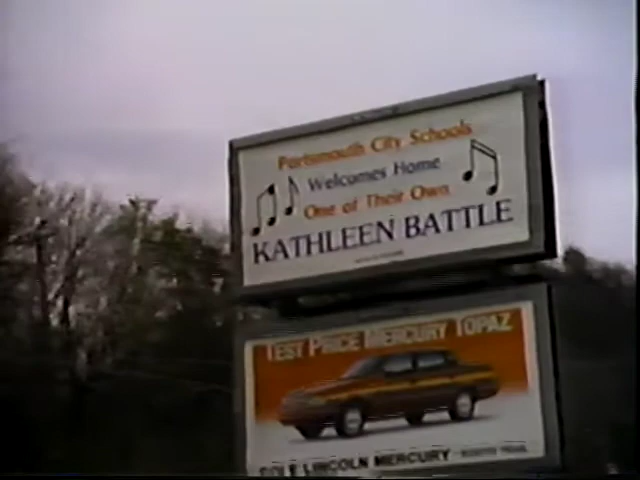 Portsmouth City Schools
Welcomes Home
One of Their Own
KATHLEEN BATTLE
TEST PRICE MERCURY TOPAZ
LINCOLN MERCURY